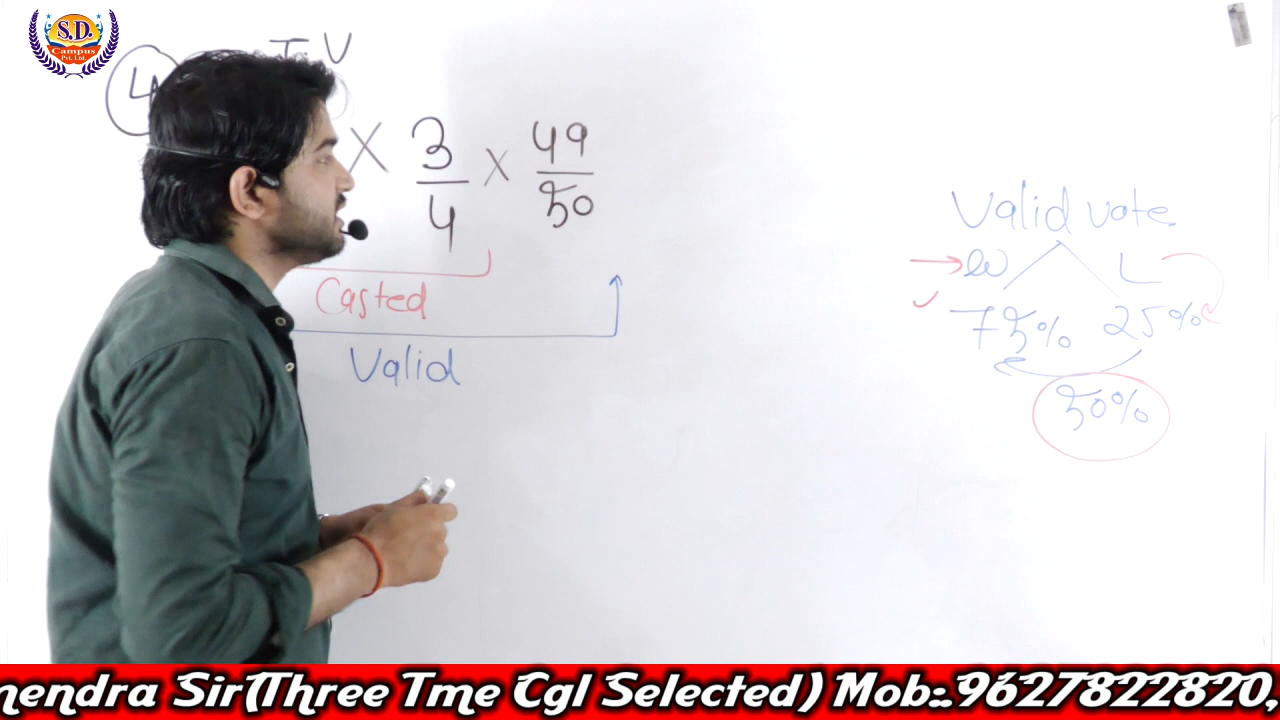 S.D.
Campus
Pvt. Ltd.
4
T. V
× 3/4 × 49/50
Casted
Valid
Valid vote
W L
75% 25%
50%
nendra Sir(Three Tme Cgl Selected) Mob:.9627822820,